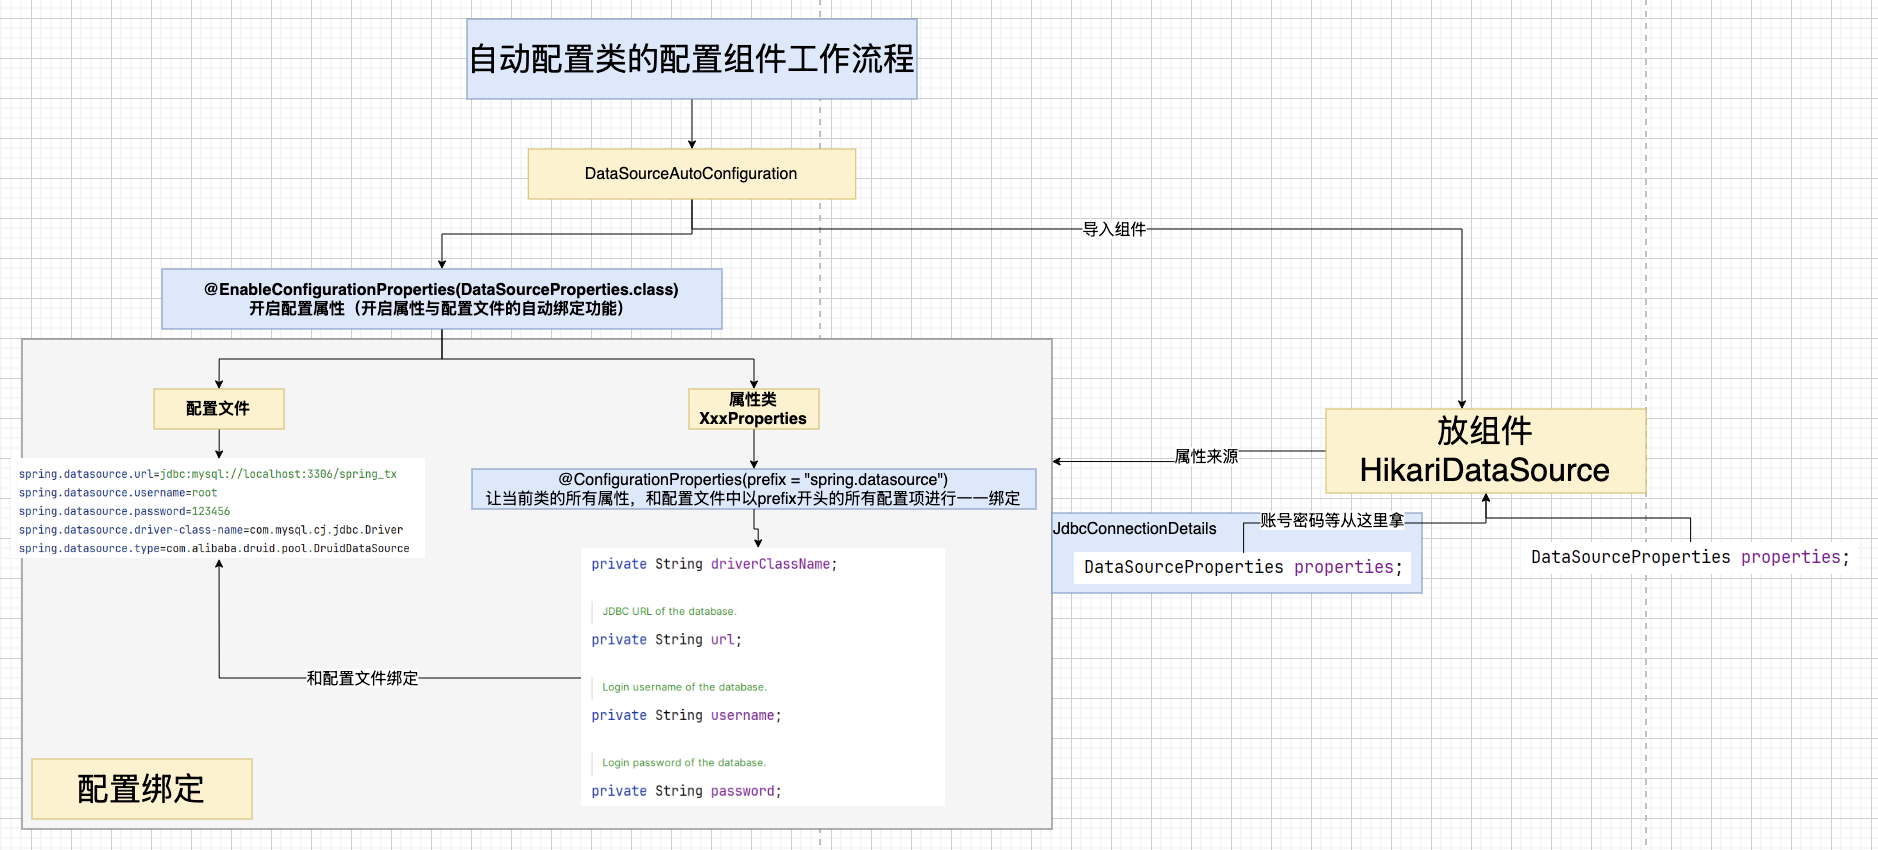 自动配置类的配置组件工作流程
DataSourceAutoConfiguration
导入组件
@EnableConfigurationProperties(DataSourceProperties.class)
开启配置属性（开启属性与配置文件的自动绑定功能）
配置文件
属性类
XxxProperties
spring.datasource.url=jdbc:mysql://localhost:3306/spring_tx
spring.datasource.username=root
spring.datasource.password=123456
spring.datasource.driver-class-name=com.mysql.cj.jdbc.Driver
spring.datasource.type=com.alibaba.druid.pool.DruidDataSource
@ConfigurationProperties(prefix = "spring.datasource")
让当前类的所有属性，和配置文件中以prefix开头的所有配置项进行一一绑定
private String driverClassName;
JDBC URL of the database.
private String url;
Login username of the database.
private String username;
Login password of the database.
private String password;
和配置文件绑定
配置绑定
属性来源
放组件
HikariDataSource
JdbcConnectionDetails
账号密码等从这里拿
DataSourceProperties properties;
DataSourceProperties properties;